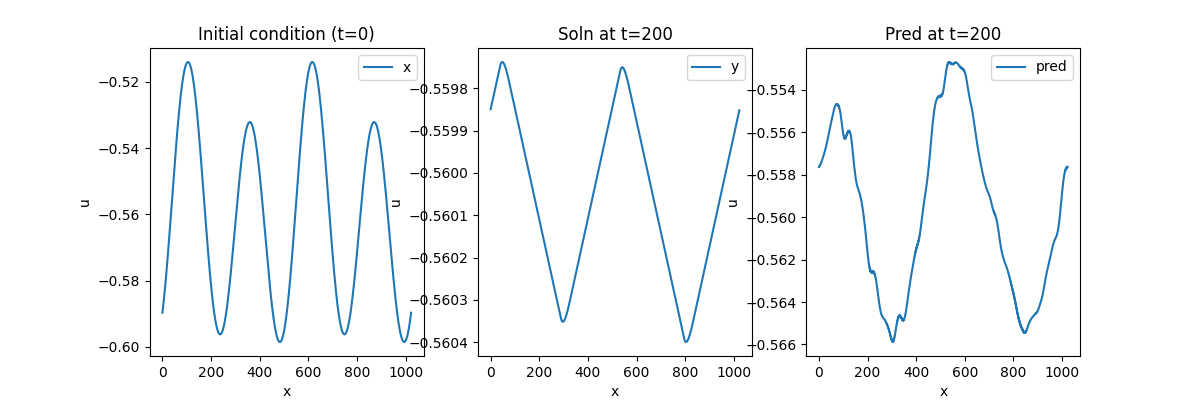 Initial condition (t=0)
x
−0.52
−0.54
−0.56
−0.58
−0.60
u
0 200 400 600 800 1000
x
Soln at t=200
y
−0.5598
−0.5599
−0.5600
−0.5601
−0.5602
−0.5603
−0.5604
u
0 200 400 600 800 1000
x
Pred at t=200
pred
−0.554
−0.556
−0.558
−0.560
−0.562
−0.564
−0.566
u
0 200 400 600 800 1000
x